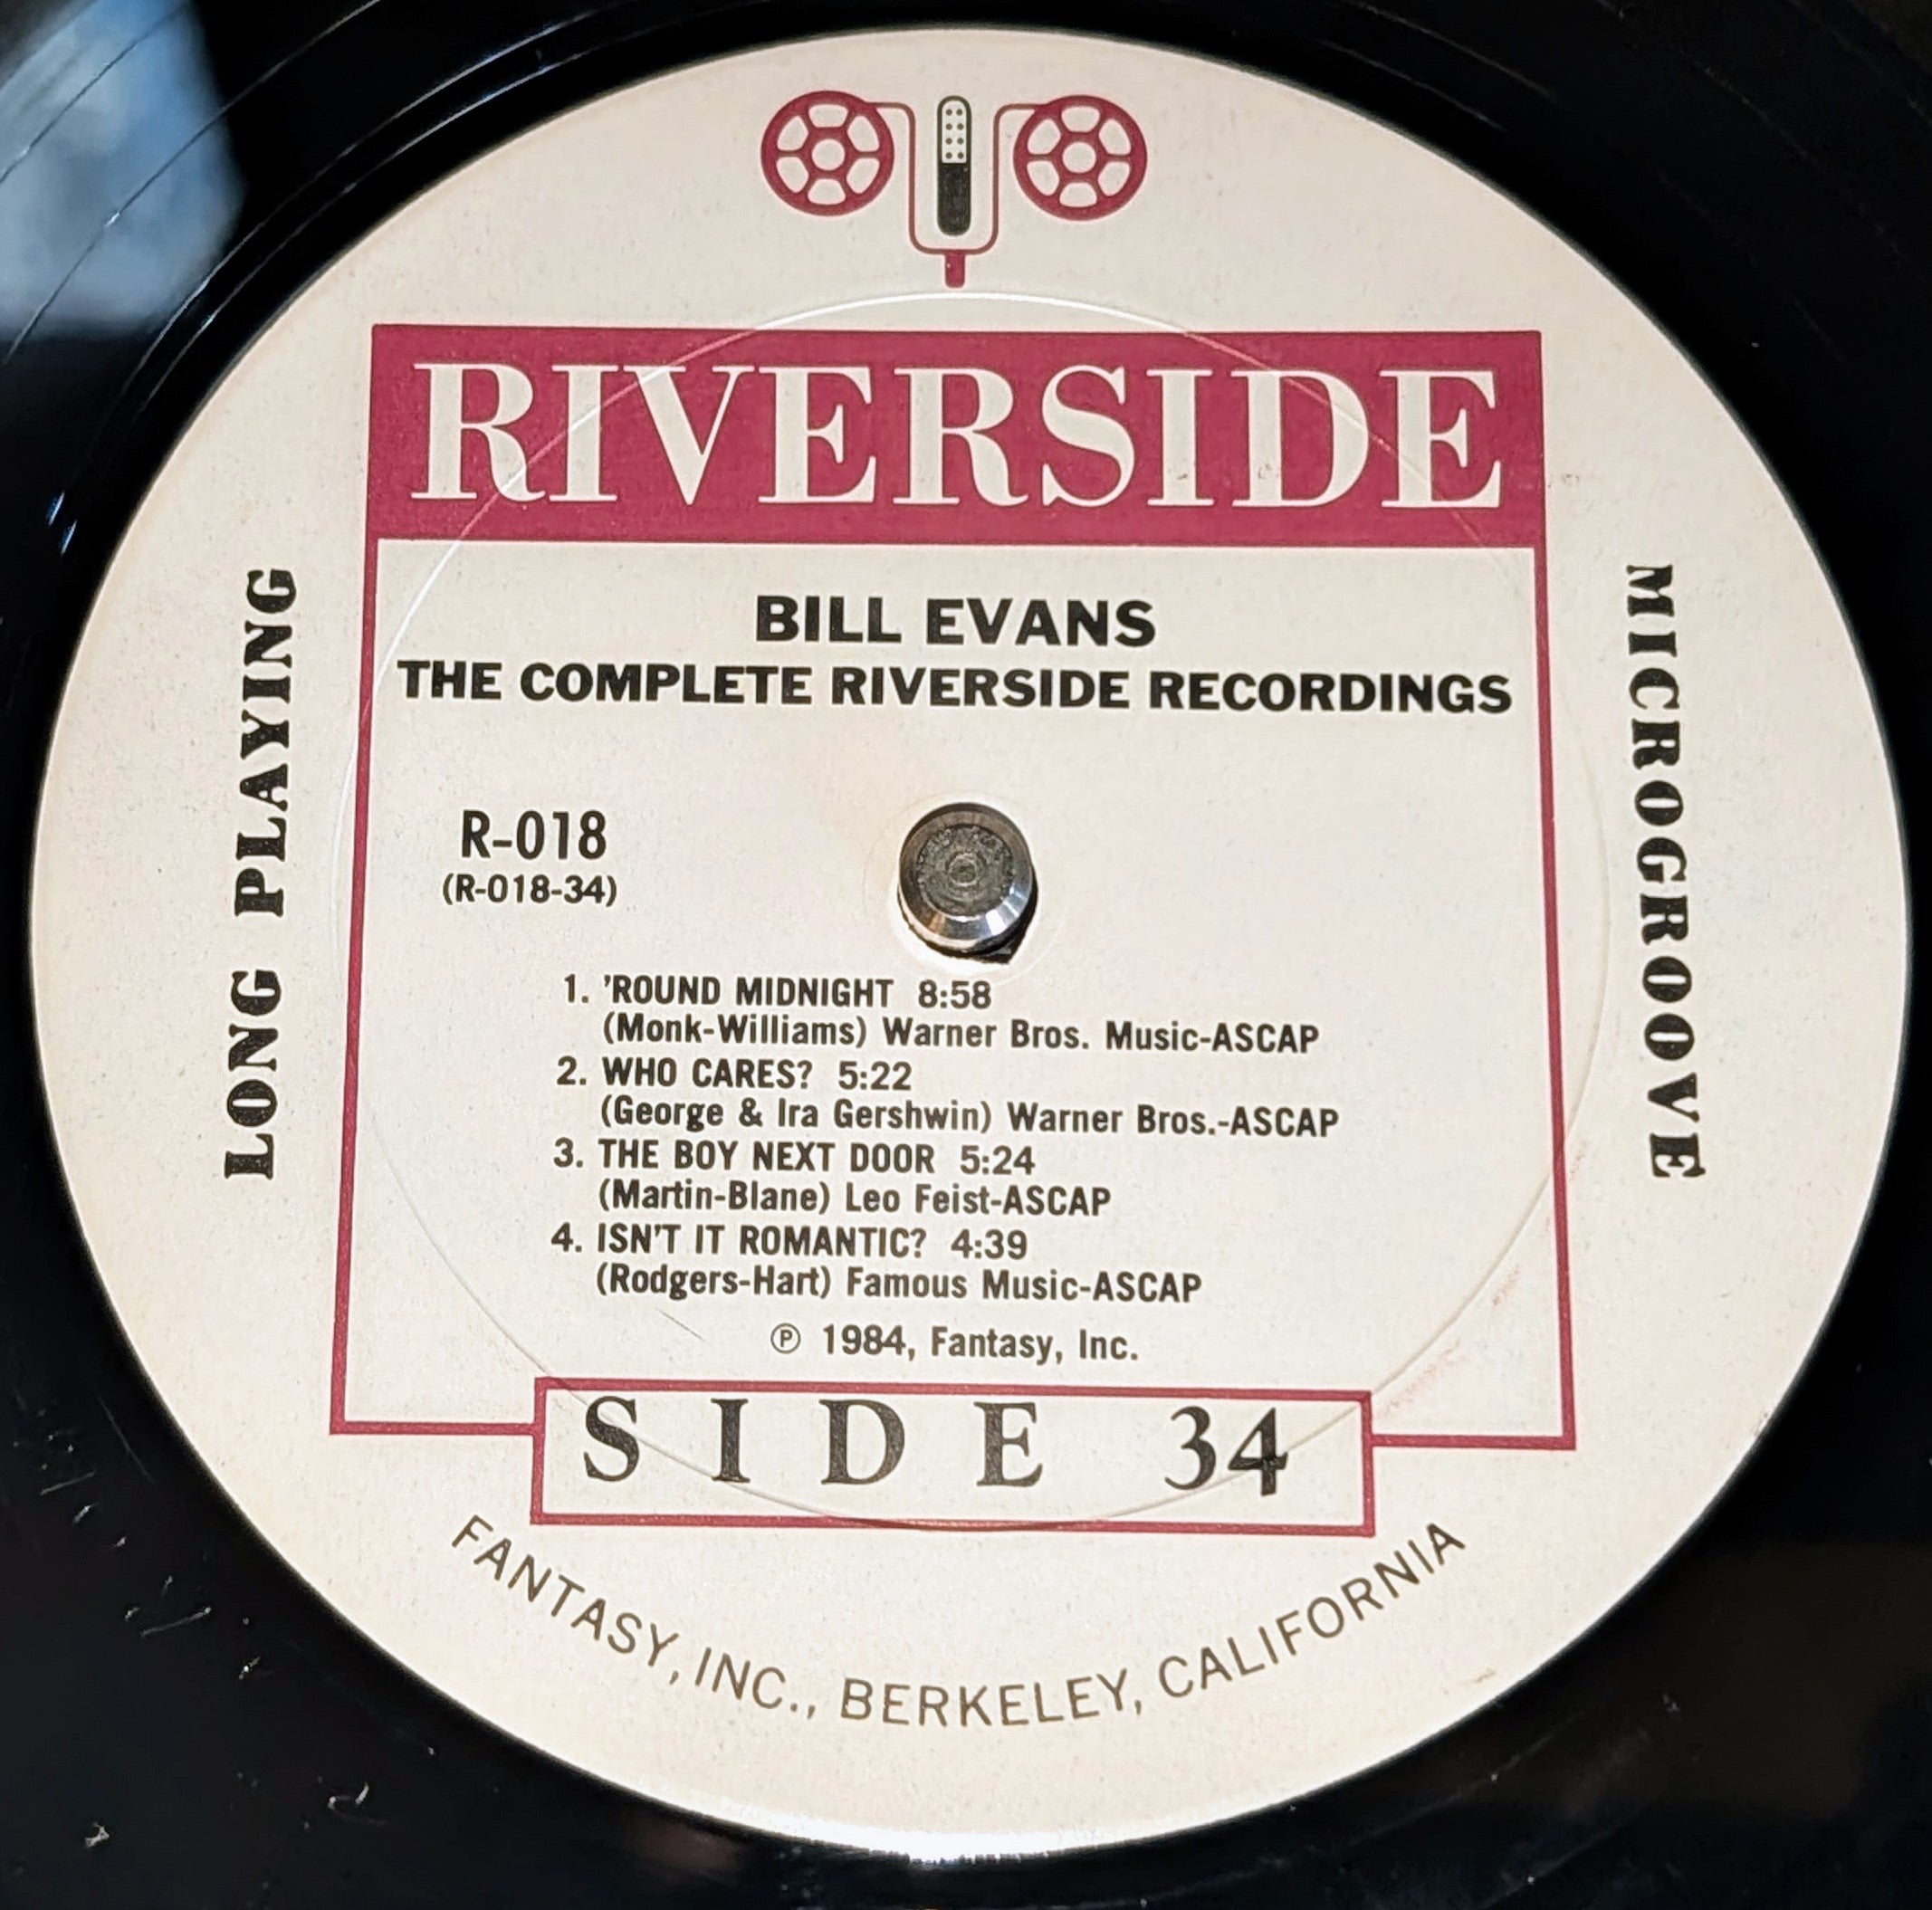 RIVERSIDE
BILL EVANS
THE COMPLETE RIVERSIDE RECORDINGS
LONG PLAYING
MICROGROOVE
R-018
(R-018-34)
1. 'ROUND MIDNIGHT 8:58
(Monk-Williams) Warner Bros. Music-ASCAP
2. WHO CARES? 5:22
(George & Ira Gershwin) Warner Bros.-ASCAP
3. THE BOY NEXT DOOR 5:24
(Martin-Blane) Leo Feist-ASCAP
4. ISN'T IT ROMANTIC? 4:39
(Rodgers-Hart) Famous Music-ASCAP
℗ 1984, Fantasy, Inc.
SIDE 34
FANTASY, INC., BERKELEY, CALIFORNIA